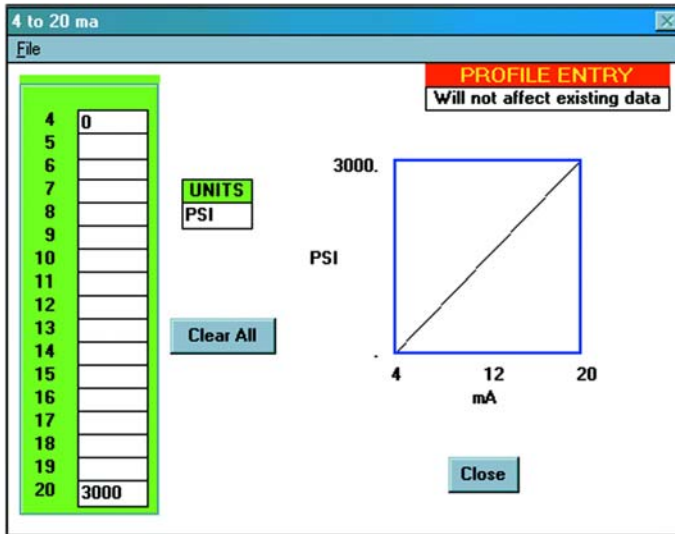 4 to 20 ma
File
PROFILE ENTRY
Will not affect existing data
4 0
5
6
7
8
9
10
11
12
13
14
15
16
17
18
19
20 3000
UNITS
PSI
Clear All
3000.
PSI
.
4 12 20
mA
Close